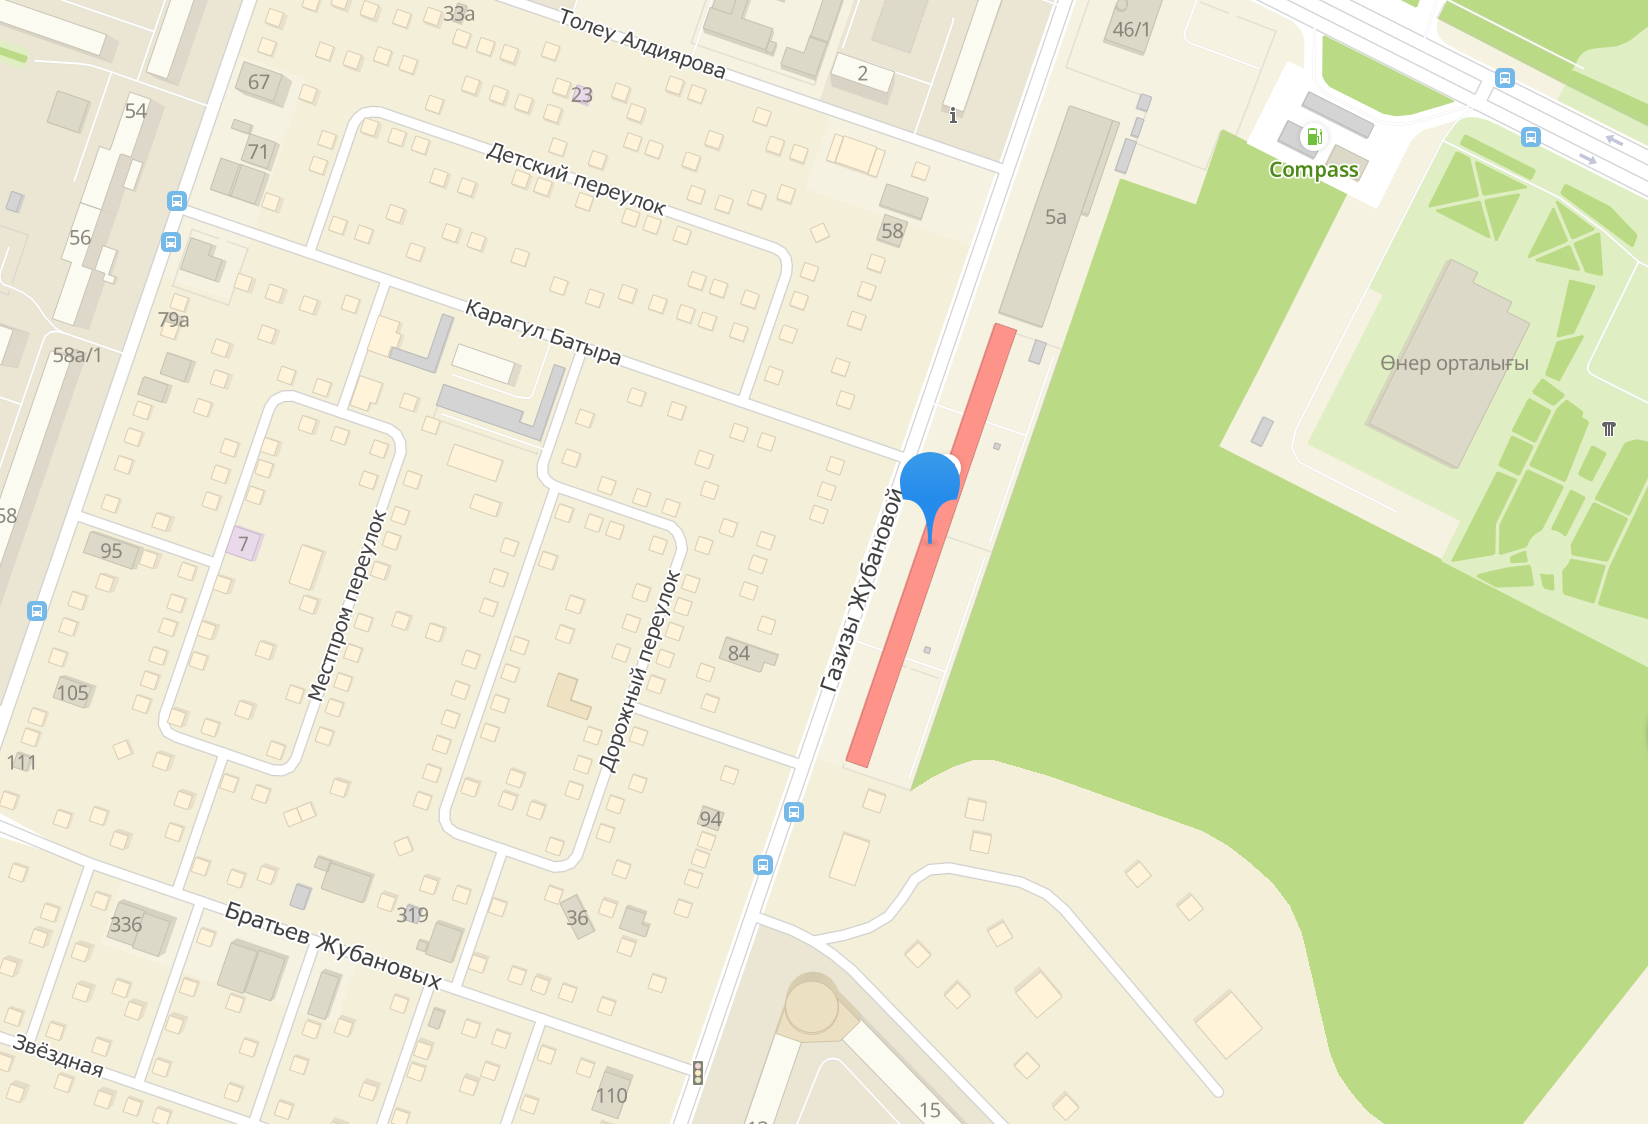 33а
Толеу Алдиярова
46/1
67
2
54
23
71
Детский переулок
Compass
5а
56
58
79а
Карагул Батыра
58а/1
Өнер орталығы
58
7
95
Газизы Жубановой
Местпром переулок
Дорожный переулок
84
105
111
94
Братьев Жубановых
319
336
36
Звёздная
110
15